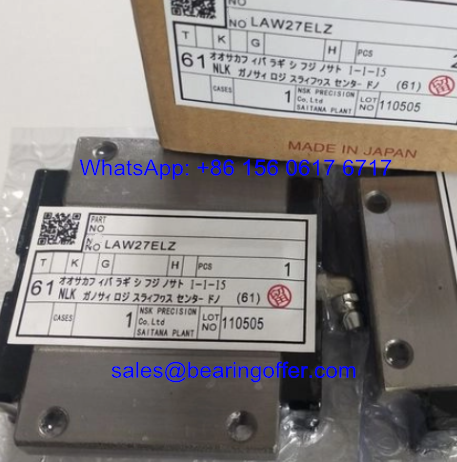 NO
NO LAW27ELZ
T K G H PCS 2
61 オオサカフ ィバ ラギ シ フジ ノサト 1-1-15
NLK ガノサィ ロジ スライフウス センター ドノ (61)
CASES 1 NSK PRECISION
Co.Ltd
SAITANA PLANT
LOT
NO 110505
MADE IN JAPAN
WhatsApp: +86 156 0617 6717
PART
NO
NO LAW27ELZ
T K G H PCS 1
61 オオサカフ ィバ ラギ シ フジ ノサト 1-1-15
NLK ガノサィ ロジ スライフウス センター ドノ (61)
CASES 1 NSK PRECISION
Co.Ltd
SAITANA PLANT
LOT
NO 110505
sales@bearingoffer.com